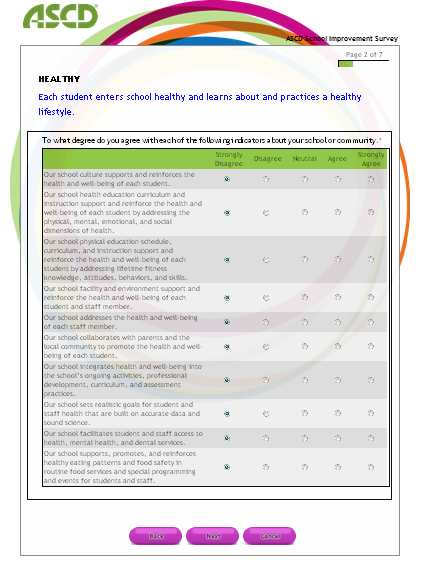 ASCD®
ASCD School Improvement Survey
Page 2 of 7
HEALTHY
Each student enters school healthy and learns about and practices a healthy
lifestyle.
To what degree do you agree with each of the following indicators about your school or community.*
Strongly Disagree Disagree Neutral Agree Strongly Agree
Our school culture supports and reinforces the
health and well-being of each student.
Our school health education curriculum and
instruction support and reinforce the health and
well-being of each student by addressing the
physical, mental, emotional, and social
dimensions of health.
Our school physical education schedule,
curriculum, and instruction support and
reinforce the health and well-being of each
student by addressing lifetime fitness
knowledge, attitudes, behaviors, and skills.
Our school facility and environment support and
reinforce the health and well-being of each
student and staff member.
Our school addresses the health and well-being
of each staff member.
Our school collaborates with parents and the
local community to promote the health and well-
being of each student.
Our school integrates health and well-being into
the school's ongoing activities, professional
development, curriculum, and assessment
practices.
Our school sets realistic goals for student and
staff health that are built on accurate data and
sound science.
Our school facilitates student and staff access to
health, mental health, and dental services.
Our school supports, promotes, and reinforces
healthy eating patterns and food safety in
routine food services and special programming
and events for students and staff.
Back Next Cancel